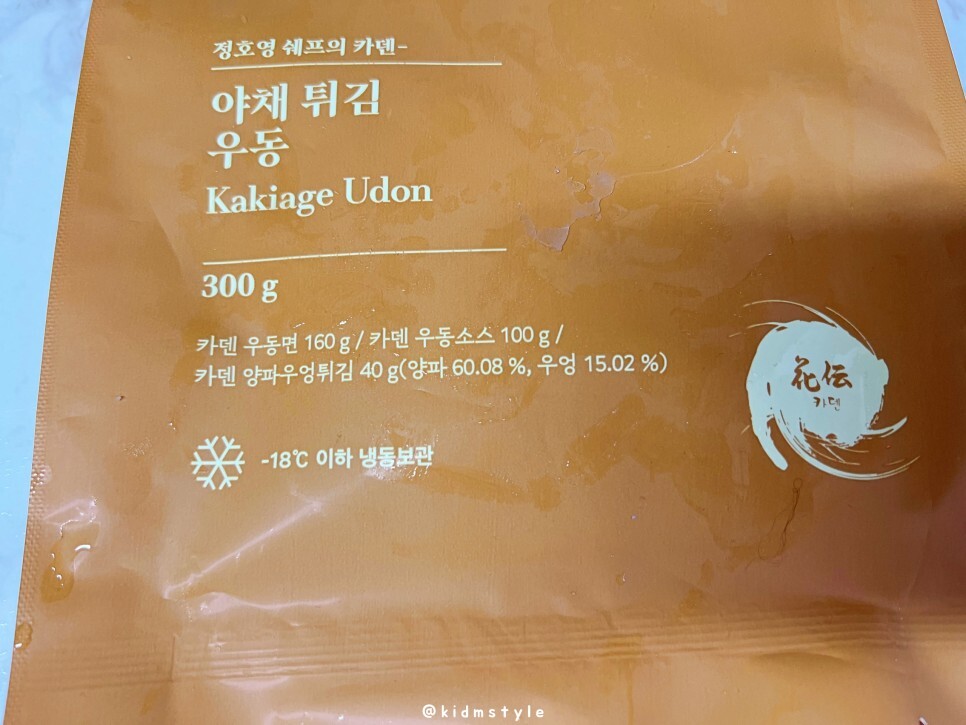 정호영 쉐프의 카덴-
야채 튀김
우동
Kakiage Udon
300 g
카덴 우동면 160 g / 카덴 우동소스 100 g /
카덴 양파우엉튀김 40 g(양파 60.08 %, 우엉 15.02 %)
花伝
카덴
-18℃ 이하 냉동보관
@kidmstyle